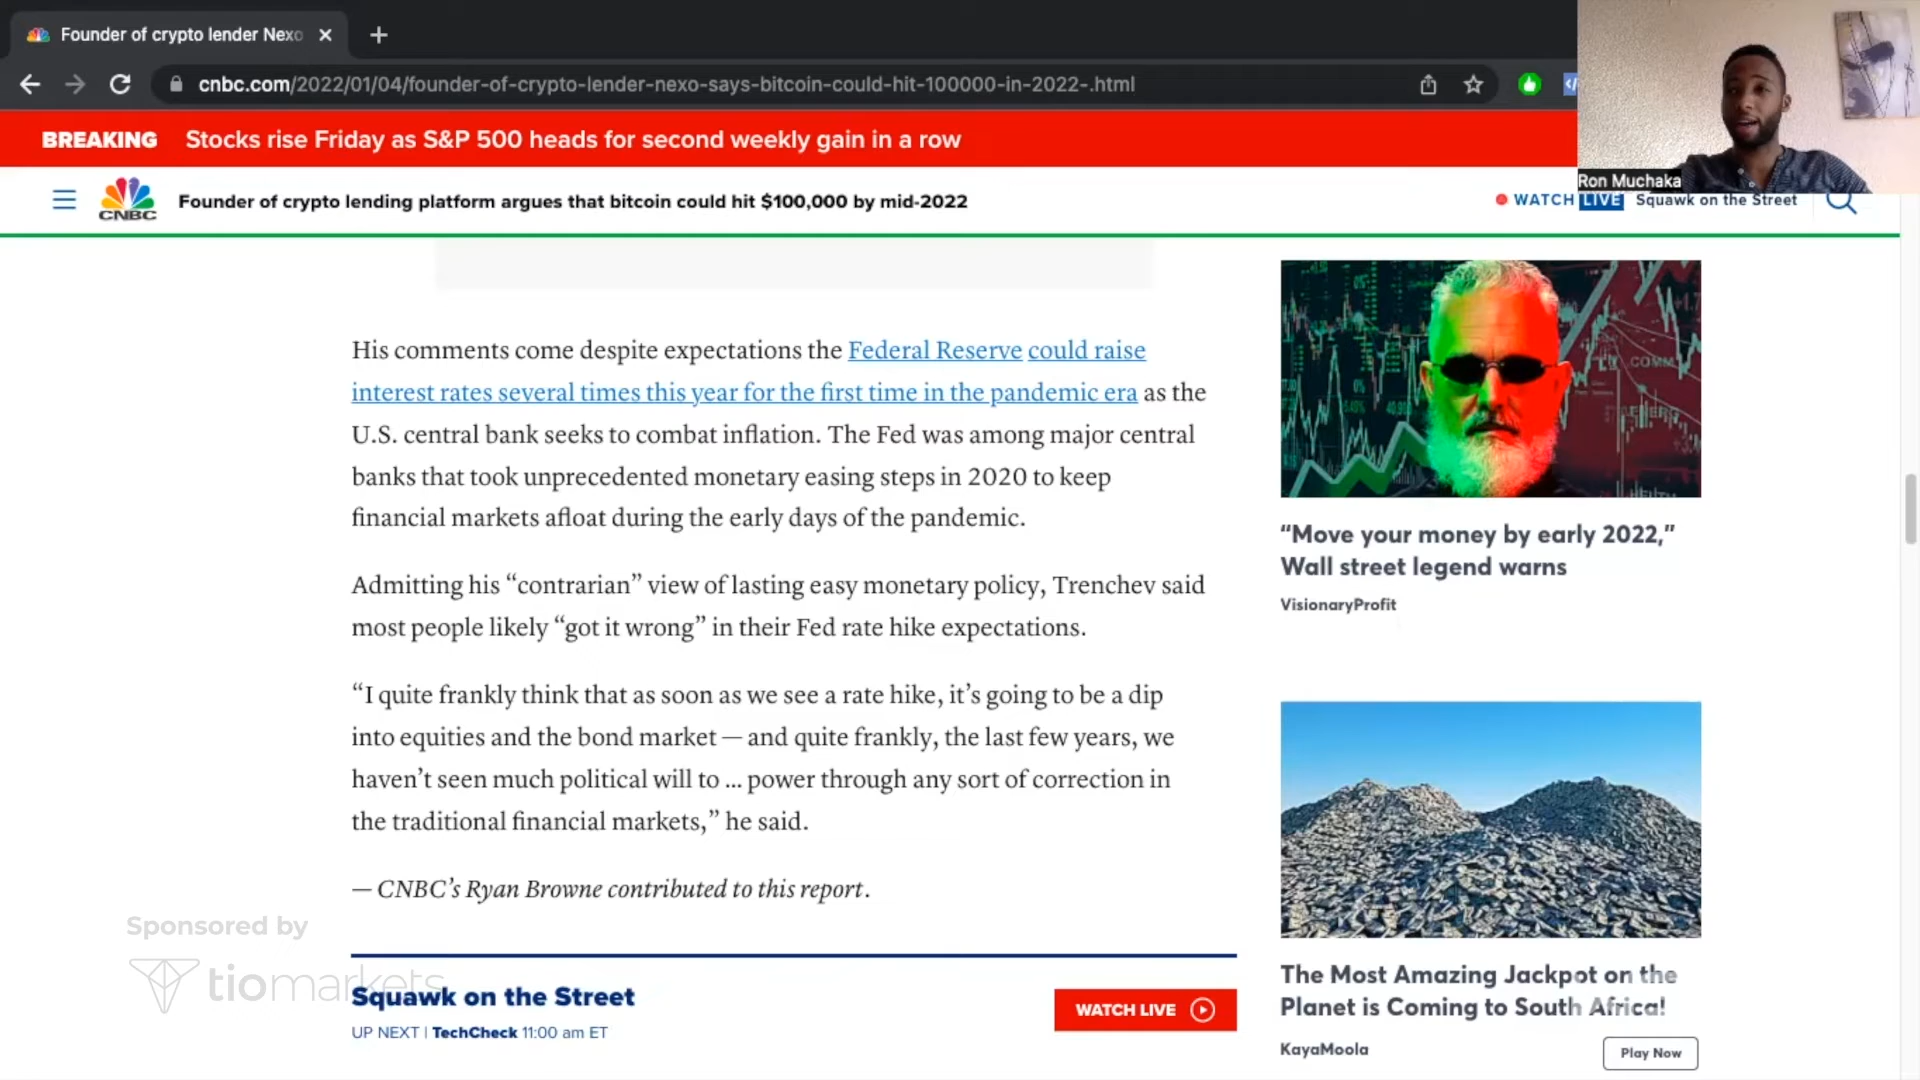 Founder of crypto lender Nexo
cnbc.com/2022/01/04/founder-of-crypto-lender-nexo-says-bitcoin-could-hit-100000-in-2022-.html
BREAKING Stocks rise Friday as S&P 500 heads for second weekly gain in a row
Ron Muchaka
CNBC
Founder of crypto lending platform argues that bitcoin could hit $100,000 by mid-2022
WATCH LIVE Squawk on the Street
His comments come despite expectations the Federal Reserve could raise
interest rates several times this year for the first time in the pandemic era as the
U.S. central bank seeks to combat inflation. The Fed was among major central
banks that took unprecedented monetary easing steps in 2020 to keep
financial markets afloat during the early days of the pandemic.
Admitting his “contrarian” view of lasting easy monetary policy, Trenchev said
most people likely “got it wrong” in their Fed rate hike expectations.
“I quite frankly think that as soon as we see a rate hike, it’s going to be a dip
into equities and the bond market — and quite frankly, the last few years, we
haven’t seen much political will to ... power through any sort of correction in
the traditional financial markets,” he said.
— CNBC’s Ryan Browne contributed to this report.
Squawk on the Street
UP NEXT | TechCheck 11:00 am ET
WATCH LIVE
“Move your money by early 2022,”
Wall street legend warns
VisionaryProfit
The Most Amazing Jackpot on the
Planet is Coming to South Africa!
KayaMoola
Play Now
Sponsored by
tiomarkets